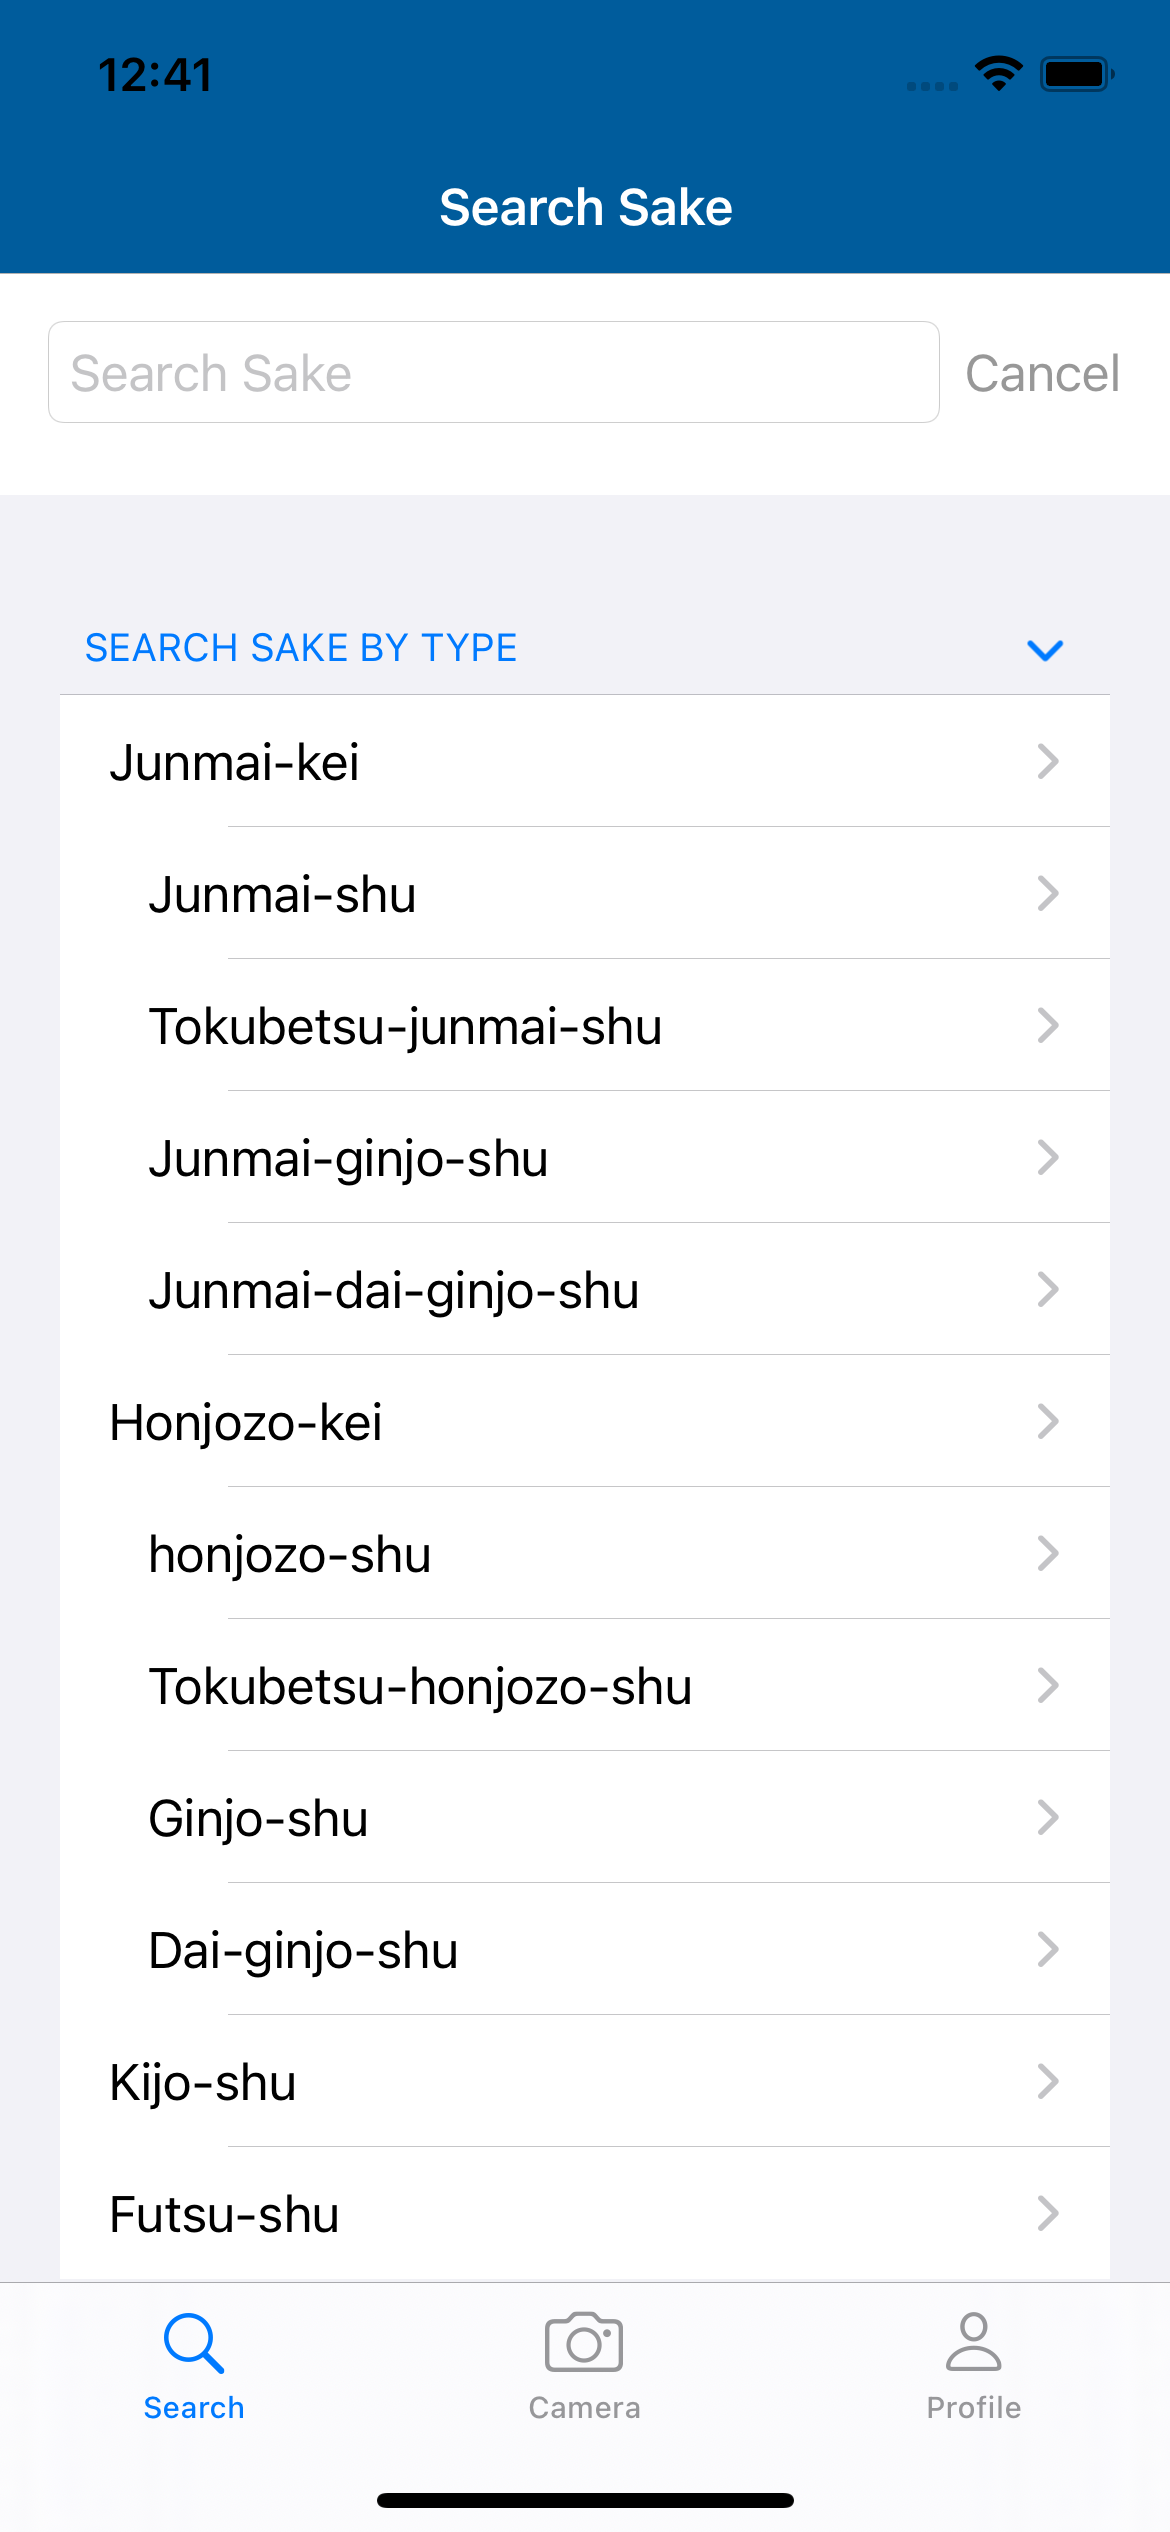 12:41
Search Sake
Search Sake
Cancel
SEARCH SAKE BY TYPE
Junmai-kei
Junmai-shu
Tokubetsu-junmai-shu
Junmai-ginjo-shu
Junmai-dai-ginjo-shu
Honjozo-kei
honjozo-shu
Tokubetsu-honjozo-shu
Ginjo-shu
Dai-ginjo-shu
Kijo-shu
Futsu-shu
Search
Camera
Profile